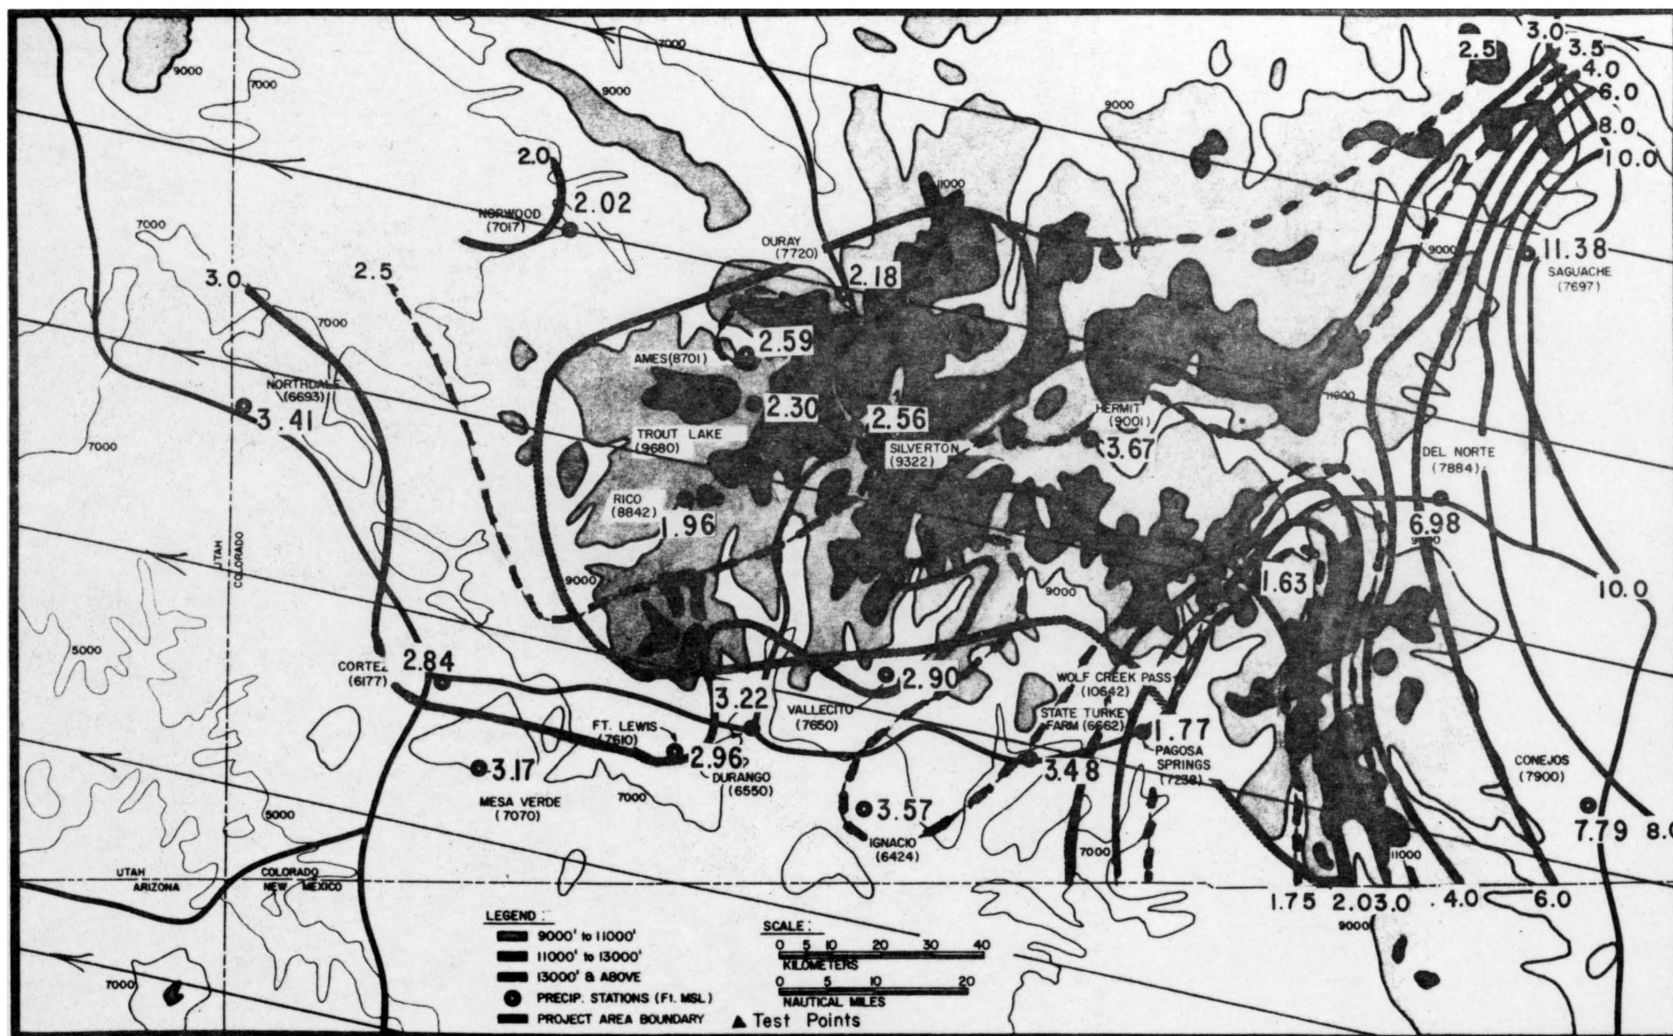 3.0
2.5
3.5
4.0
6.0
8.0
10.0
7000
9000
7000
9000
9000
2.0
2.02
NORWOOD
(7017)
11000
7000
OURAY
(7720)
9000
11.38
SAGUACHE
(7697)
3.0
2.5
2.18
7000
2.59
AMES (8701)
NORTHDALE
(6693)
3.41
2.30
2.56
HERMIT
(9001)
3.67
11000
7000
TROUT LAKE
(9680)
SILVERTON
(9322)
DEL NORTE
(7884)
RICO
(8842)
1.96
6.98
UTAH
COLORADO
9000
9000
1.63
10.0
5000
CORTEZ
(6177)
2.84
2.90
WOLF CREEK PASS
(10642)
3.22
VALLECITO
(7650)
STATE TURKEY
FARM (6662)
1.77
FT. LEWIS
(7610)
2.96
DURANGO
(6550)
3.48
PAGOSA
SPRINGS
(7238)
CONEJOS
(7900)
3.17
MESA VERDE
(7070)
7000
3.57
IGNACIO
(6424)
7.79
8.0
5000
7000
11000
UTAH
ARIZONA
COLORADO
NEW MEXICO
1.75
2.0
3.0
4.0
6.0
9000
7000
LEGEND:
9000' to 11000'
11000' to 13000'
13000' & ABOVE
PRECIP. STATIONS (Ft. MSL)
PROJECT AREA BOUNDARY
SCALE:
0 5 10 20 30 40
KILOMETERS
0 5 10 20
NAUTICAL MILES
Test Points